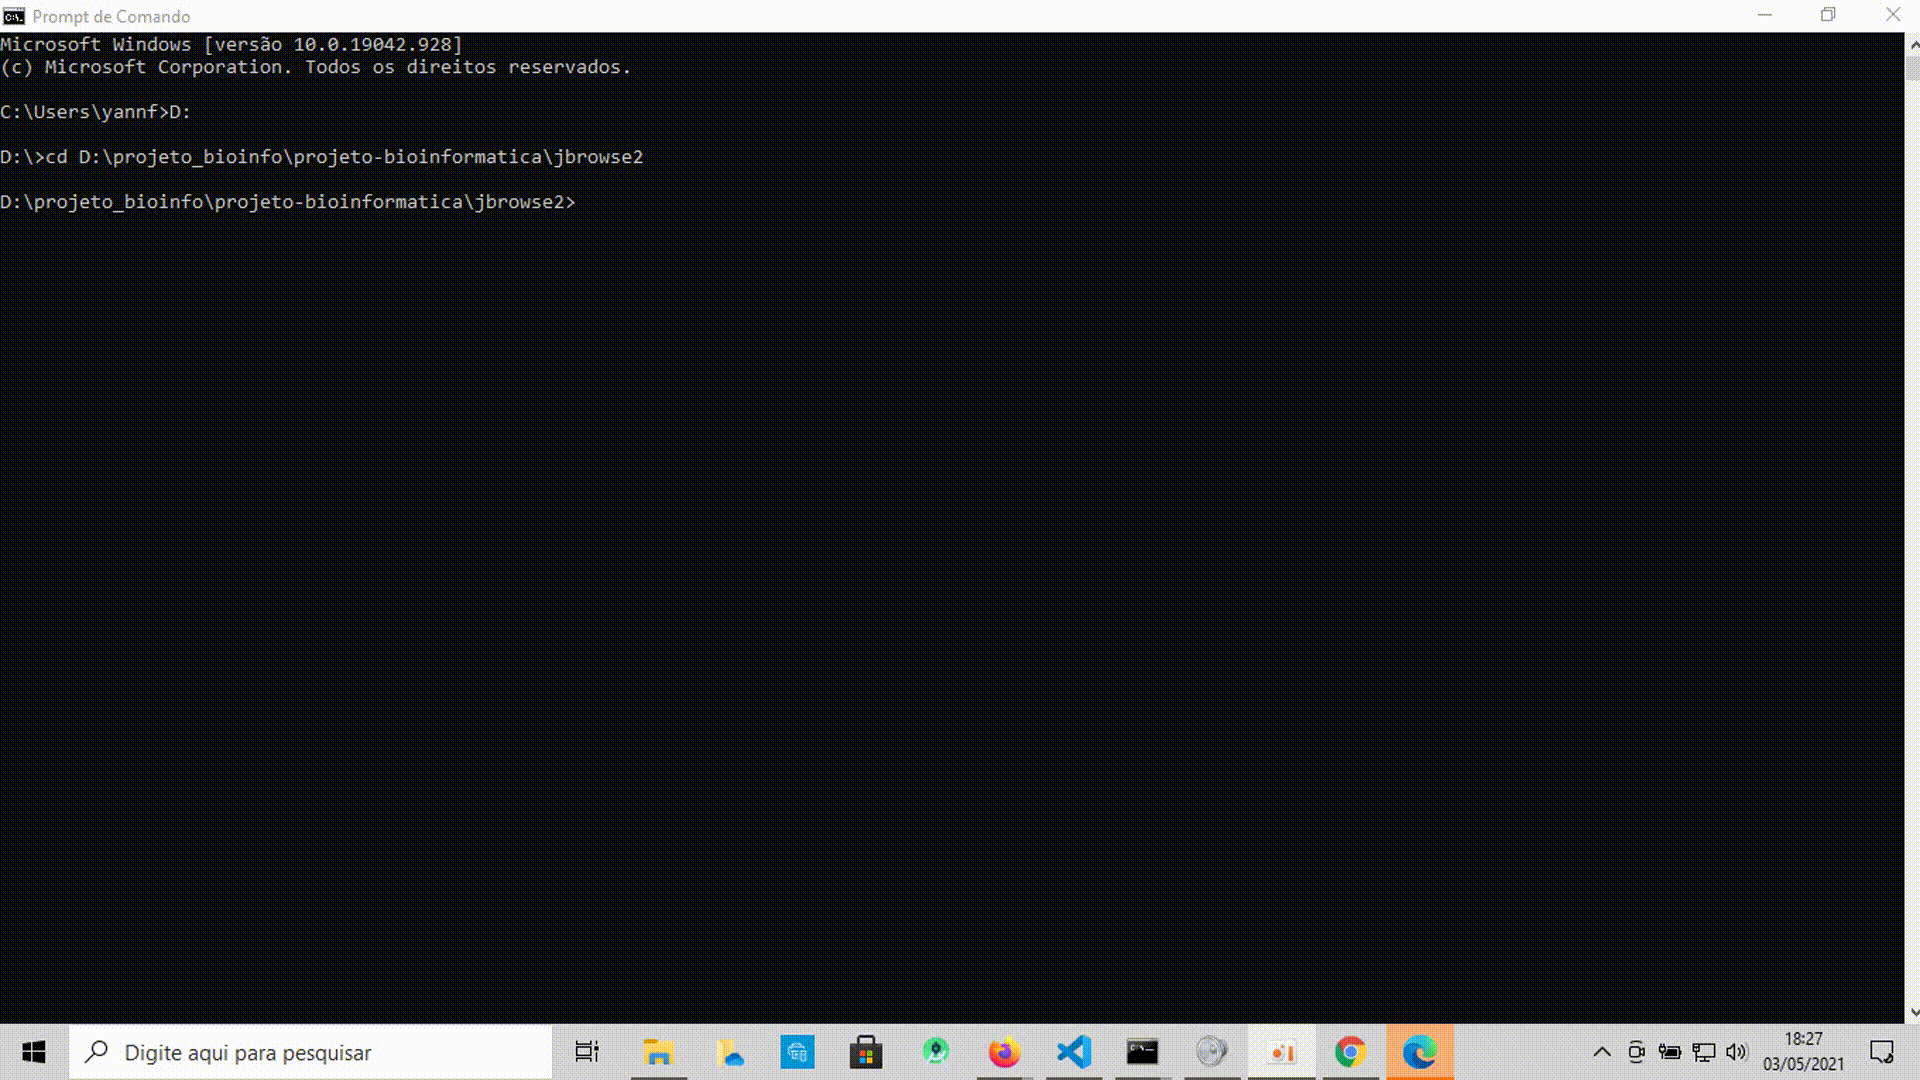 Prompt de Comando
Microsoft Windows [versão 10.0.19042.928]
(c) Microsoft Corporation. Todos os direitos reservados.
C:\Users\yannf>D:
D:\>cd D:\projeto_bioinfo\projeto-bioinformatica\jbrowse2
D:\projeto_bioinfo\projeto-bioinformatica\jbrowse2>
Digite aqui para pesquisar
18:27
03/05/2021